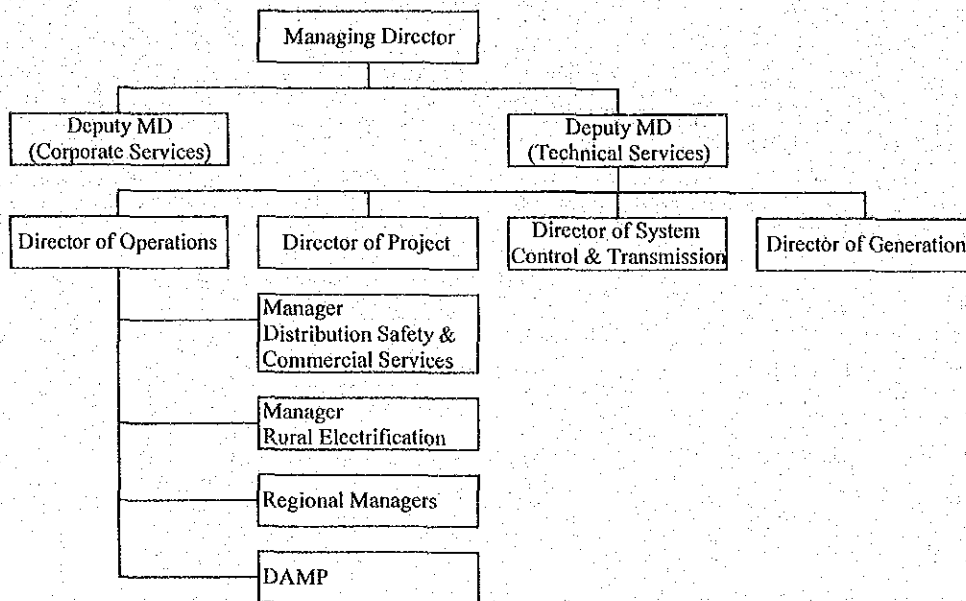 Managing Director
Deputy MD
(Corporate Services)
Deputy MD
(Technical Services)
Director of Operations
Director of Project
Director of System
Control & Transmission
Director of Generation
Manager
Distribution Safety &
Commercial Services
Manager
Rural Electrification
Regional Managers
DAMP